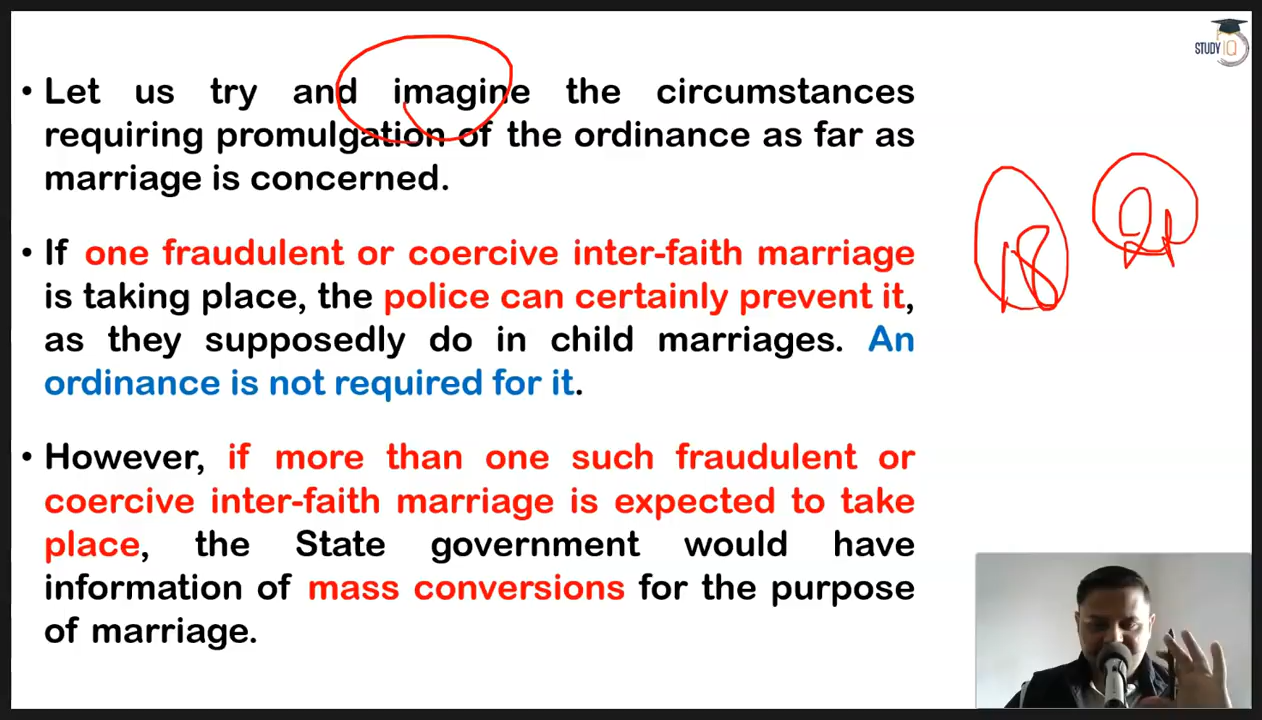 STUDY IQ
• Let us try and imagine the circumstances
requiring promulgation of the ordinance as far as
marriage is concerned.
• If one fraudulent or coercive inter-faith marriage
is taking place, the police can certainly prevent it,
as they supposedly do in child marriages. An
ordinance is not required for it.
• However, if more than one such fraudulent or
coercive inter-faith marriage is expected to take
place, the State government would have
information of mass conversions for the purpose
of marriage.
18
21